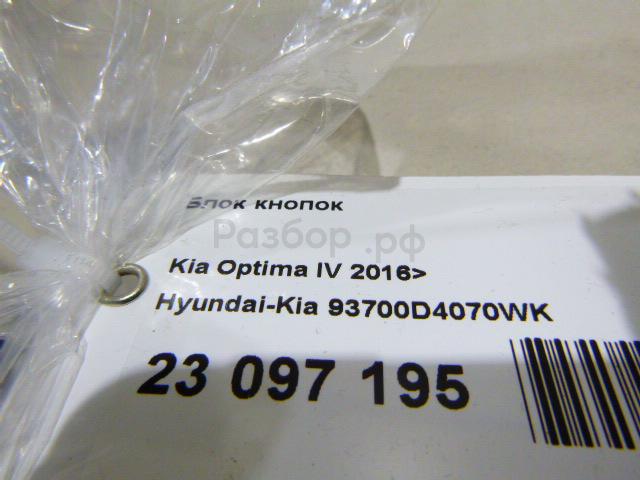 Блок кнопок
Разбор.рф
Kia Optima IV 2016>
Hyundai-Kia 93700D4070WK
23 097 195